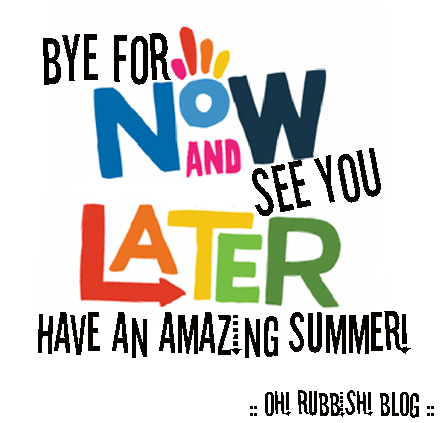 BYE FOR
NOW
AND
SEE YOU
LATER
HAVE AN AMAZING SUMMER!
:: OH! RUBBISH! BLOG ::